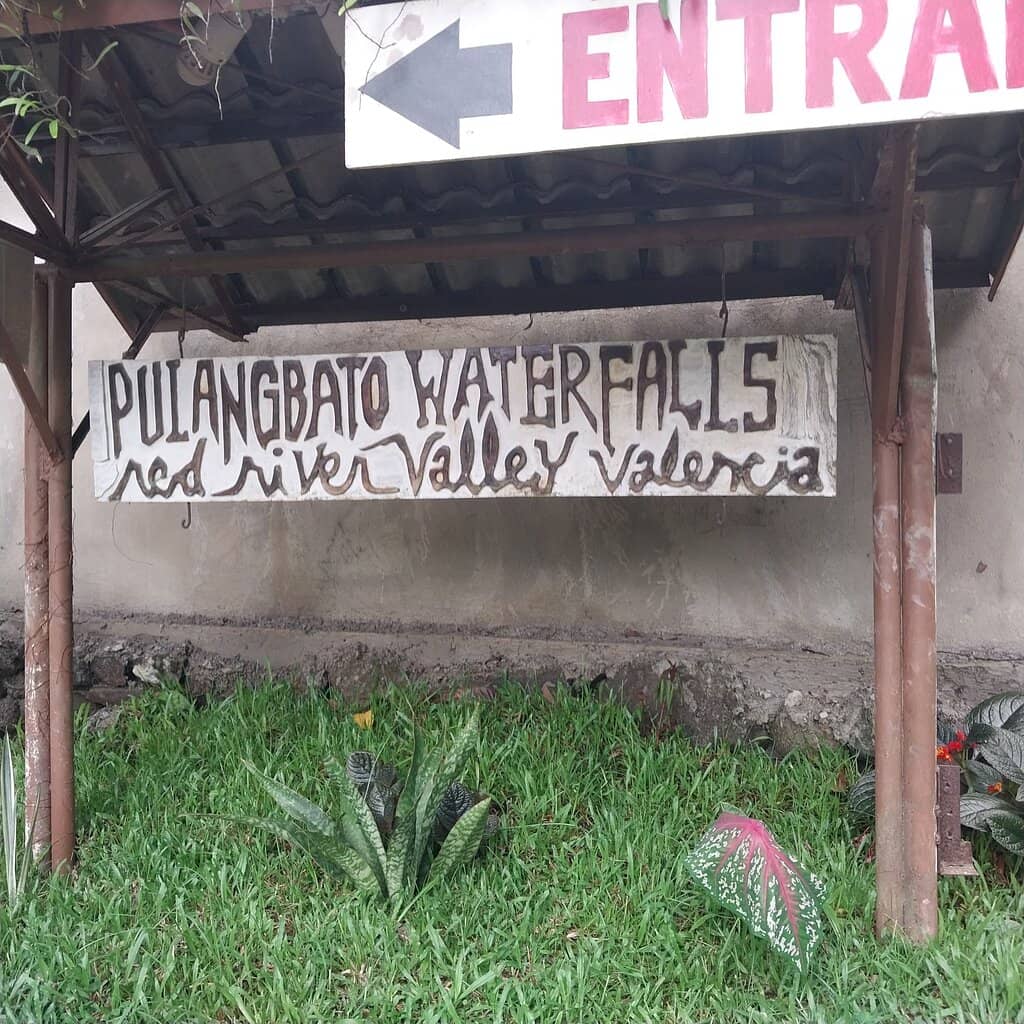 ENTRA
PULANGBATO WATERFALLS
red river Valley Valencia